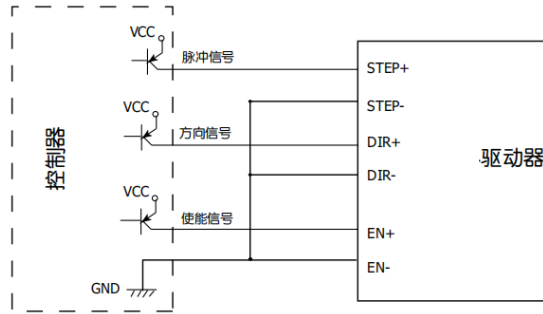 VCC
脉冲信号
STEP+
STEP-
VCC
方向信号
DIR+
控制器
驱动器
DIR-
VCC
使能信号
EN+
EN-
GND